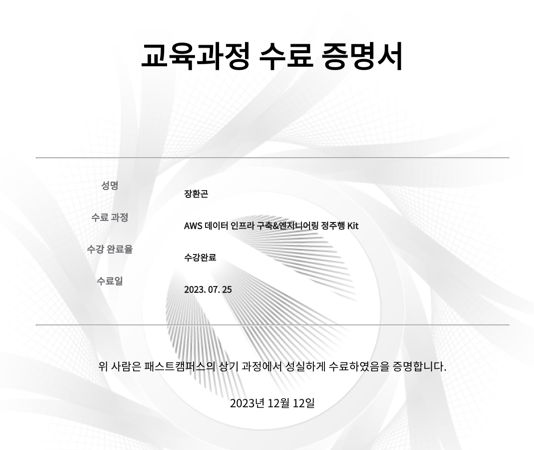 교육과정 수료 증명서
성명
장환곤
수료 과정
AWS 데이터 인프라 구축&엔지니어링 정주행 Kit
수강 완료율
수강완료
수료일
2023. 07. 25
위 사람은 패스트캠퍼스의 상기 과정에서 성실하게 수료하였음을 증명합니다.
2023년 12월 12일